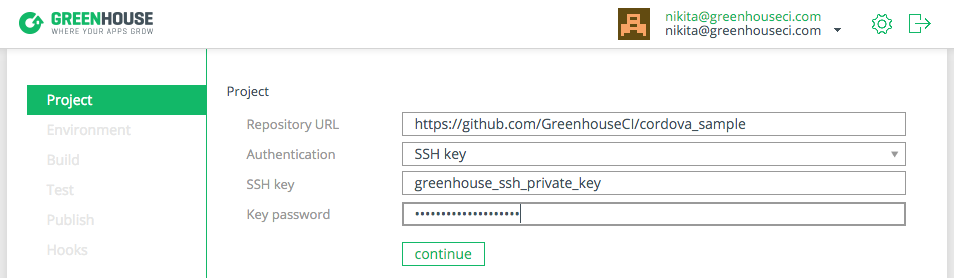 GREENHOUSE
WHERE YOUR APPS GROW
nikita@greenhouseci.com
nikita@greenhouseci.com
Project
Environment
Build
Test
Publish
Hooks
Project
Repository URL https://github.com/GreenhouseCI/cordova_sample
Authentication SSH key
SSH key greenhouse_ssh_private_key
Key password ••••••••••••••••••••
continue